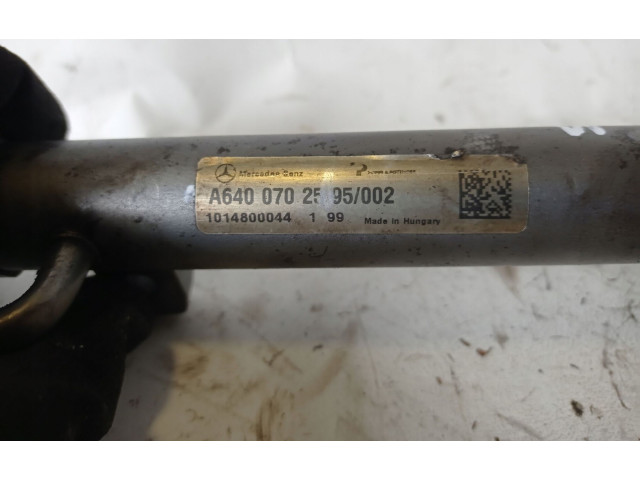 Mercedes-Benz
A640 070 25 95/002
1014800044 1 99 Made in Hungary